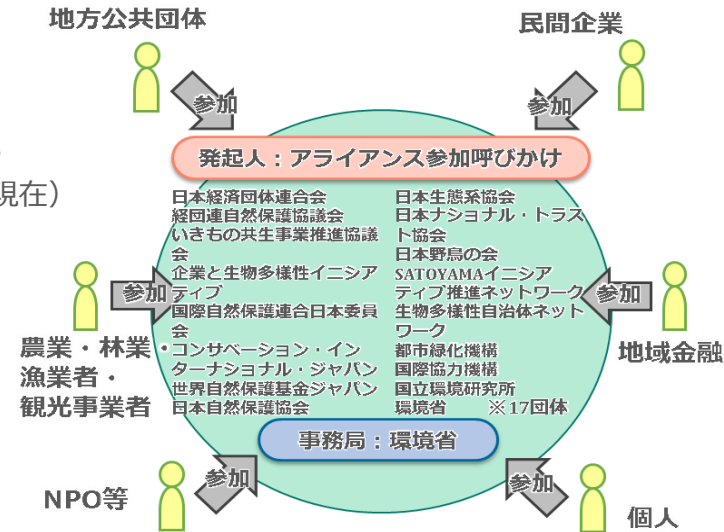 地方公共団体
民間企業
参加
参加
発起人：アライアンス参加呼びかけ
現在）
日本経済団体連合会
経団連自然保護協議会
いきもの共生事業推進協議
会
企業と生物多様性イニシア
ティブ
国際自然保護連合日本委員
会
コンサベーション・イン
ターナショナル・ジャパン
世界自然保護基金ジャパン
日本自然保護協会
日本生態系協会
日本ナショナル・トラス
ト協会
日本野鳥の会
SATOYAMAイニシア
ティブ推進ネットワーク
生物多様性自治体ネット
ワーク
都市緑化機構
国際協力機構
国立環境研究所
環境省 ※17団体
参加
参加
農業・林業・
漁業者・
観光事業者
地域金融
事務局：環境省
参加
参加
NPO等
個人